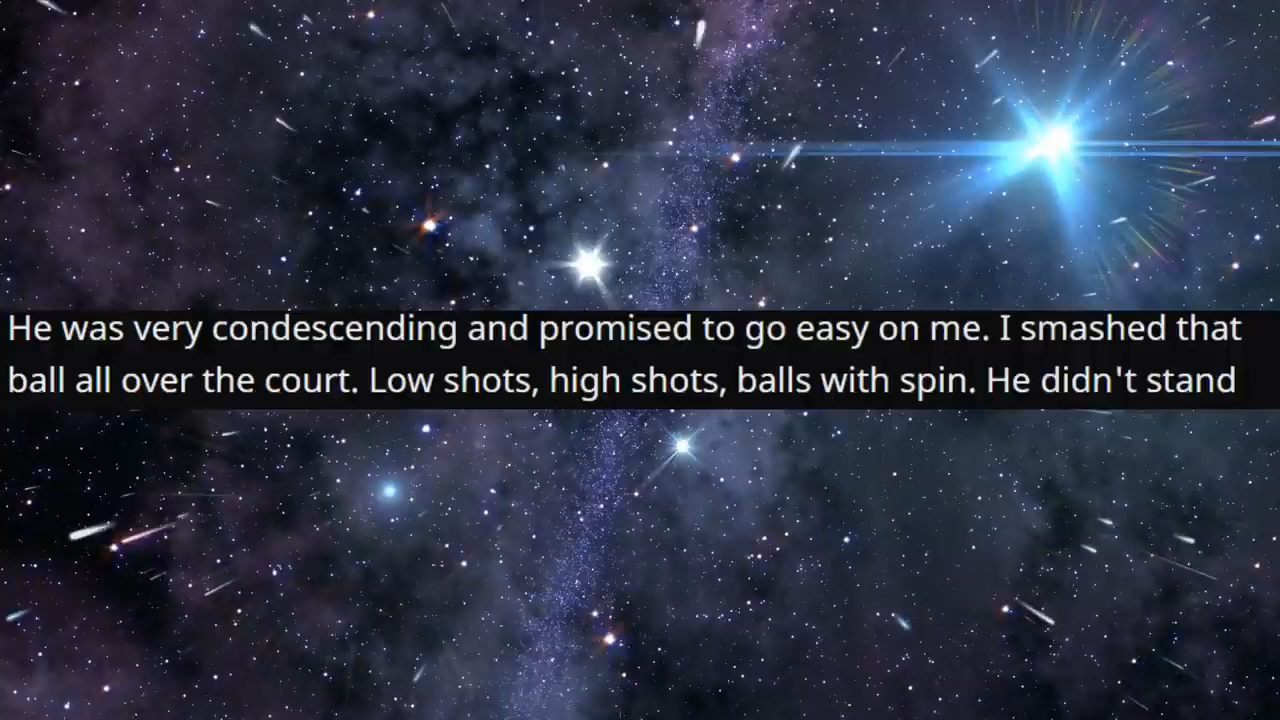 He was very condescending and promised to go easy on me. I smashed that
ball all over the court. Low shots, high shots, balls with spin. He didn't stand